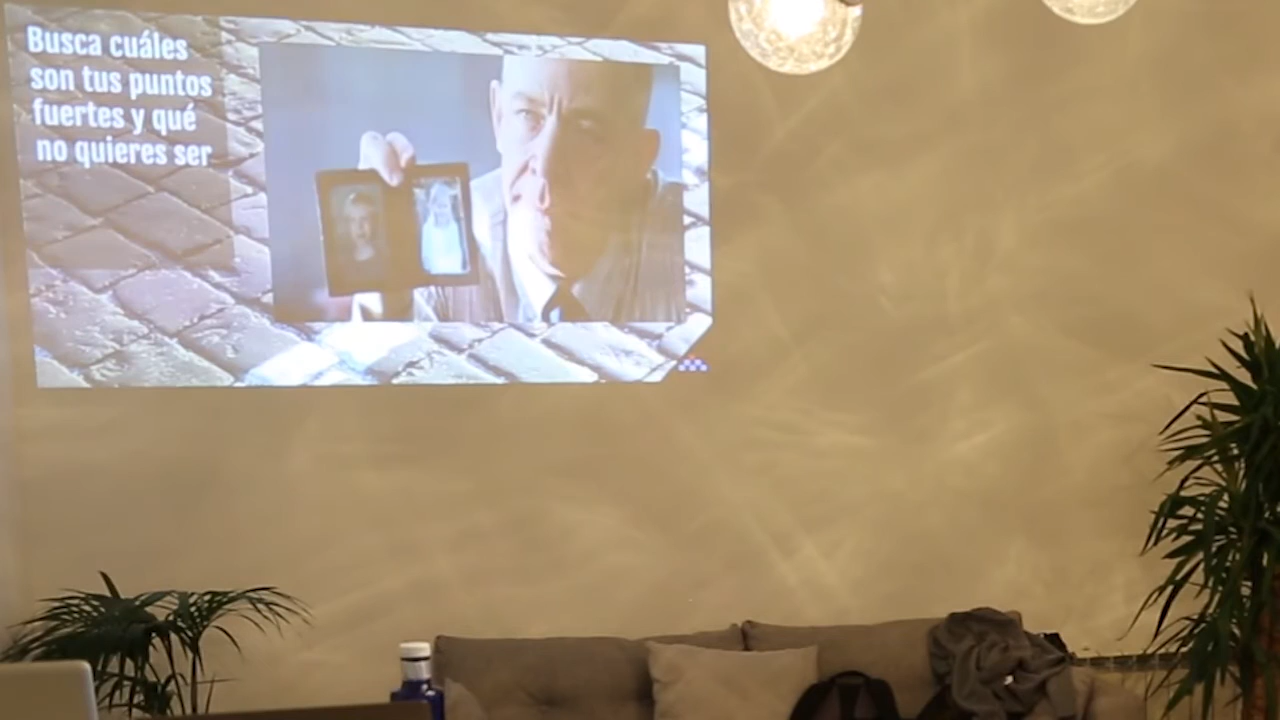 Busca cuáles
son tus puntos
fuertes y qué
no quieres ser